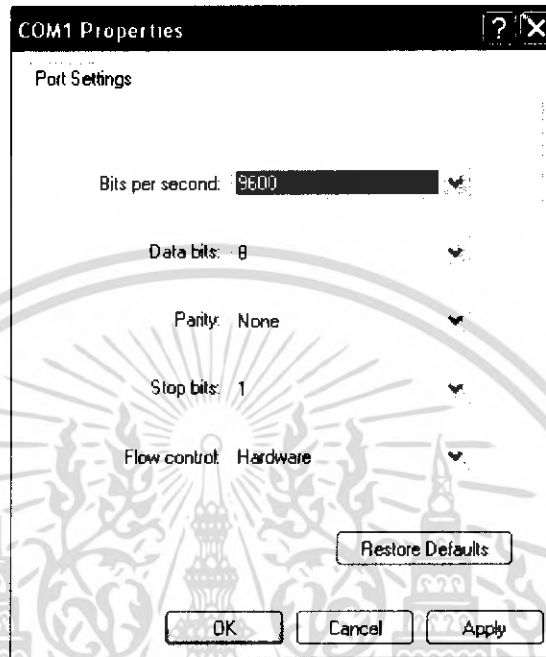 COM1 Properties
Port Settings
Bits per second: 9600
Data bits: 8
Parity: None
Stop bits: 1
Flow control: Hardware
Restore Defaults
OK Cancel Apply